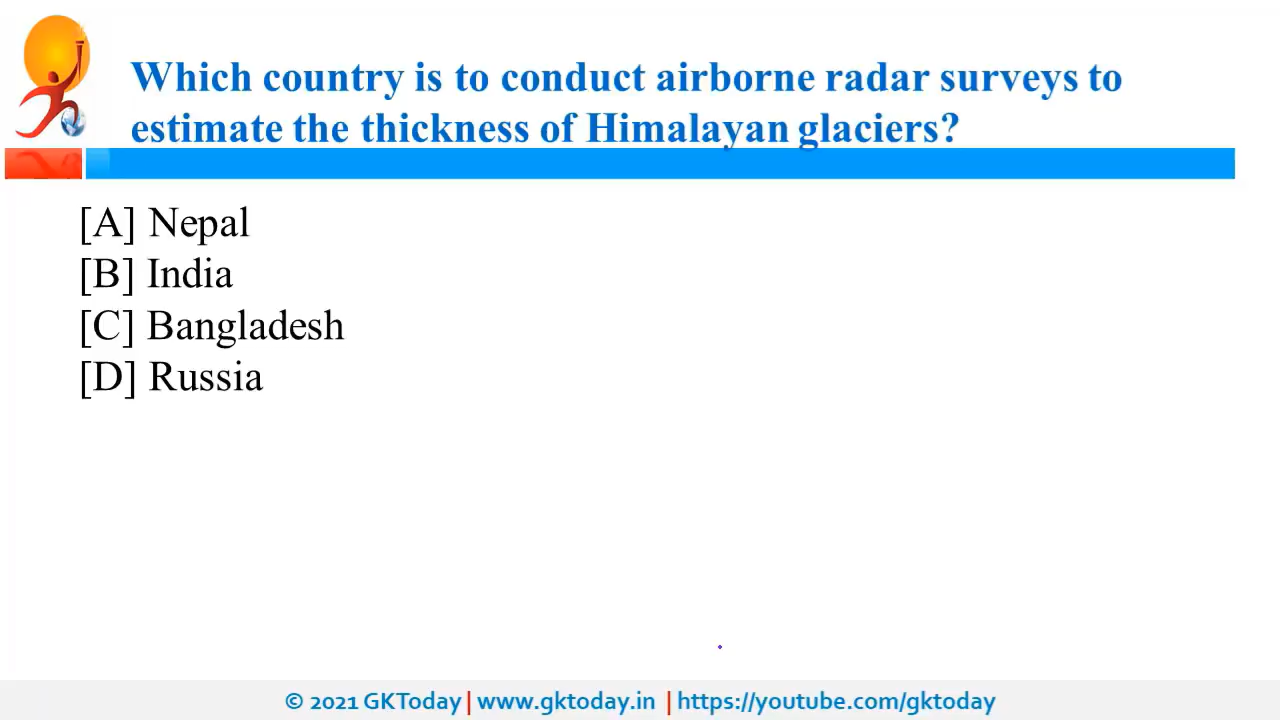 Which country is to conduct airborne radar surveys to
estimate the thickness of Himalayan glaciers?
[A] Nepal
[B] India
[C] Bangladesh
[D] Russia
© 2021 GKToday | www.gktoday.in | https://youtube.com/gktoday